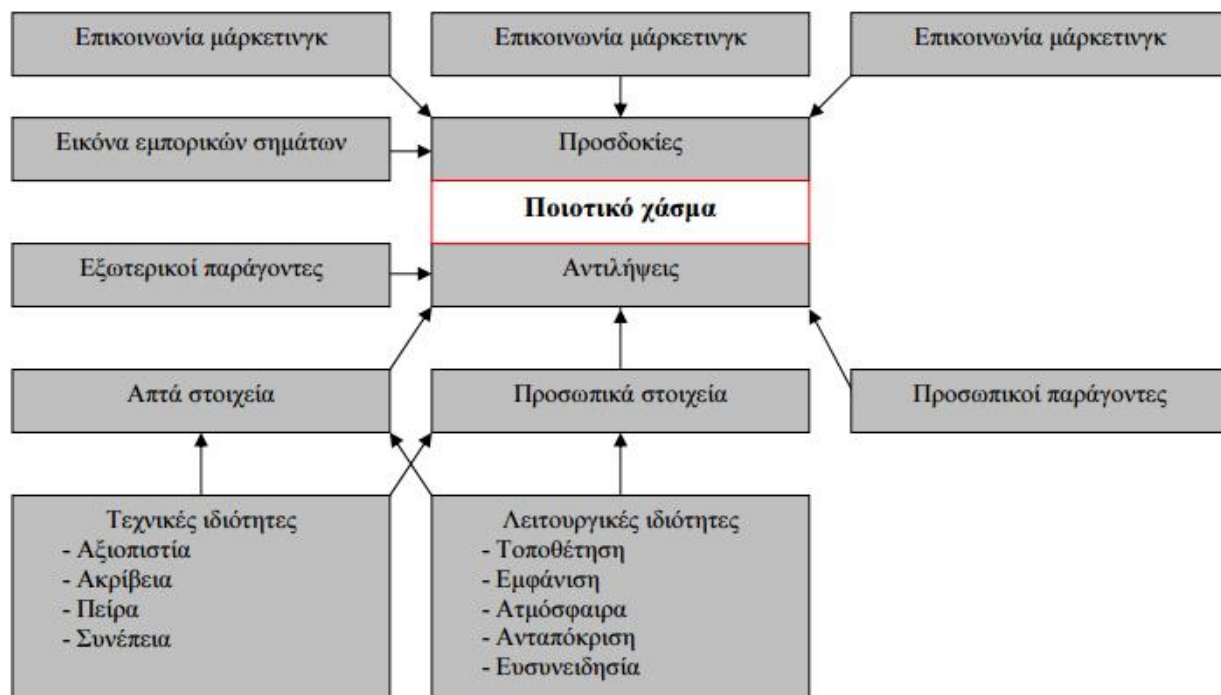 Επικοινωνία μάρκετινγκ
Επικοινωνία μάρκετινγκ
Επικοινωνία μάρκετινγκ
Εικόνα εμπορικών σημάτων
Προσδοκίες
Ποιοτικό χάσμα
Εξωτερικοί παράγοντες
Αντιλήψεις
Απτά στοιχεία
Προσωπικά στοιχεία
Προσωπικοί παράγοντες
Τεχνικές ιδιότητες
- Αξιοπιστία
- Ακρίβεια
- Πείρα
- Συνέπεια
Λειτουργικές ιδιότητες
- Τοποθέτηση
- Εμφάνιση
- Ατμόσφαιρα
- Ανταπόκριση
- Ευσυνειδησία